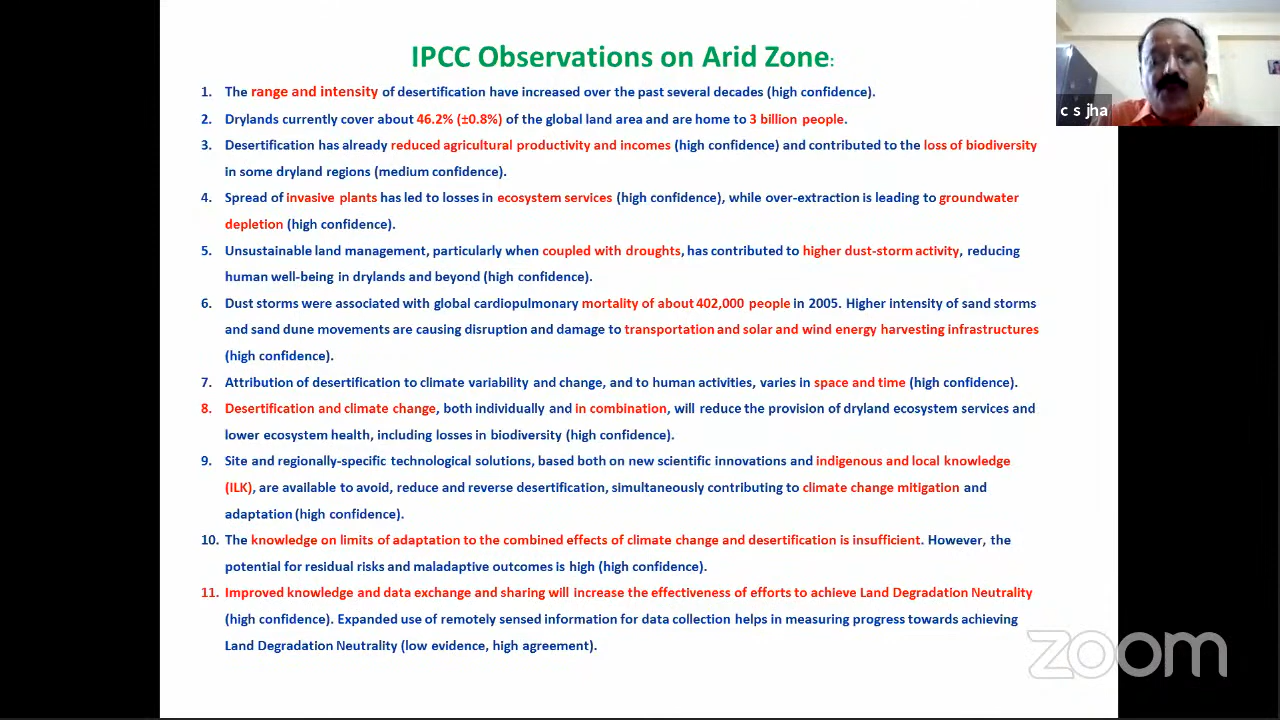 IPCC Observations on Arid Zone:
c s jha
1. The range and intensity of desertification have increased over the past several decades (high confidence).
2. Drylands currently cover about 46.2% (±0.8%) of the global land area and are home to 3 billion people.
3. Desertification has already reduced agricultural productivity and incomes (high confidence) and contributed to the loss of biodiversity
in some dryland regions (medium confidence).
4. Spread of invasive plants has led to losses in ecosystem services (high confidence), while over-extraction is leading to groundwater
depletion (high confidence).
5. Unsustainable land management, particularly when coupled with droughts, has contributed to higher dust-storm activity, reducing
human well-being in drylands and beyond (high confidence).
6. Dust storms were associated with global cardiopulmonary mortality of about 402,000 people in 2005. Higher intensity of sand storms
and sand dune movements are causing disruption and damage to transportation and solar and wind energy harvesting infrastructures
(high confidence).
7. Attribution of desertification to climate variability and change, and to human activities, varies in space and time (high confidence).
8. Desertification and climate change, both individually and in combination, will reduce the provision of dryland ecosystem services and
lower ecosystem health, including losses in biodiversity (high confidence).
9. Site and regionally-specific technological solutions, based both on new scientific innovations and indigenous and local knowledge
(ILK), are available to avoid, reduce and reverse desertification, simultaneously contributing to climate change mitigation and
adaptation (high confidence).
10. The knowledge on limits of adaptation to the combined effects of climate change and desertification is insufficient. However, the
potential for residual risks and maladaptive outcomes is high (high confidence).
11. Improved knowledge and data exchange and sharing will increase the effectiveness of efforts to achieve Land Degradation Neutrality
(high confidence). Expanded use of remotely sensed information for data collection helps in measuring progress towards achieving
Land Degradation Neutrality (low evidence, high agreement).
zoom